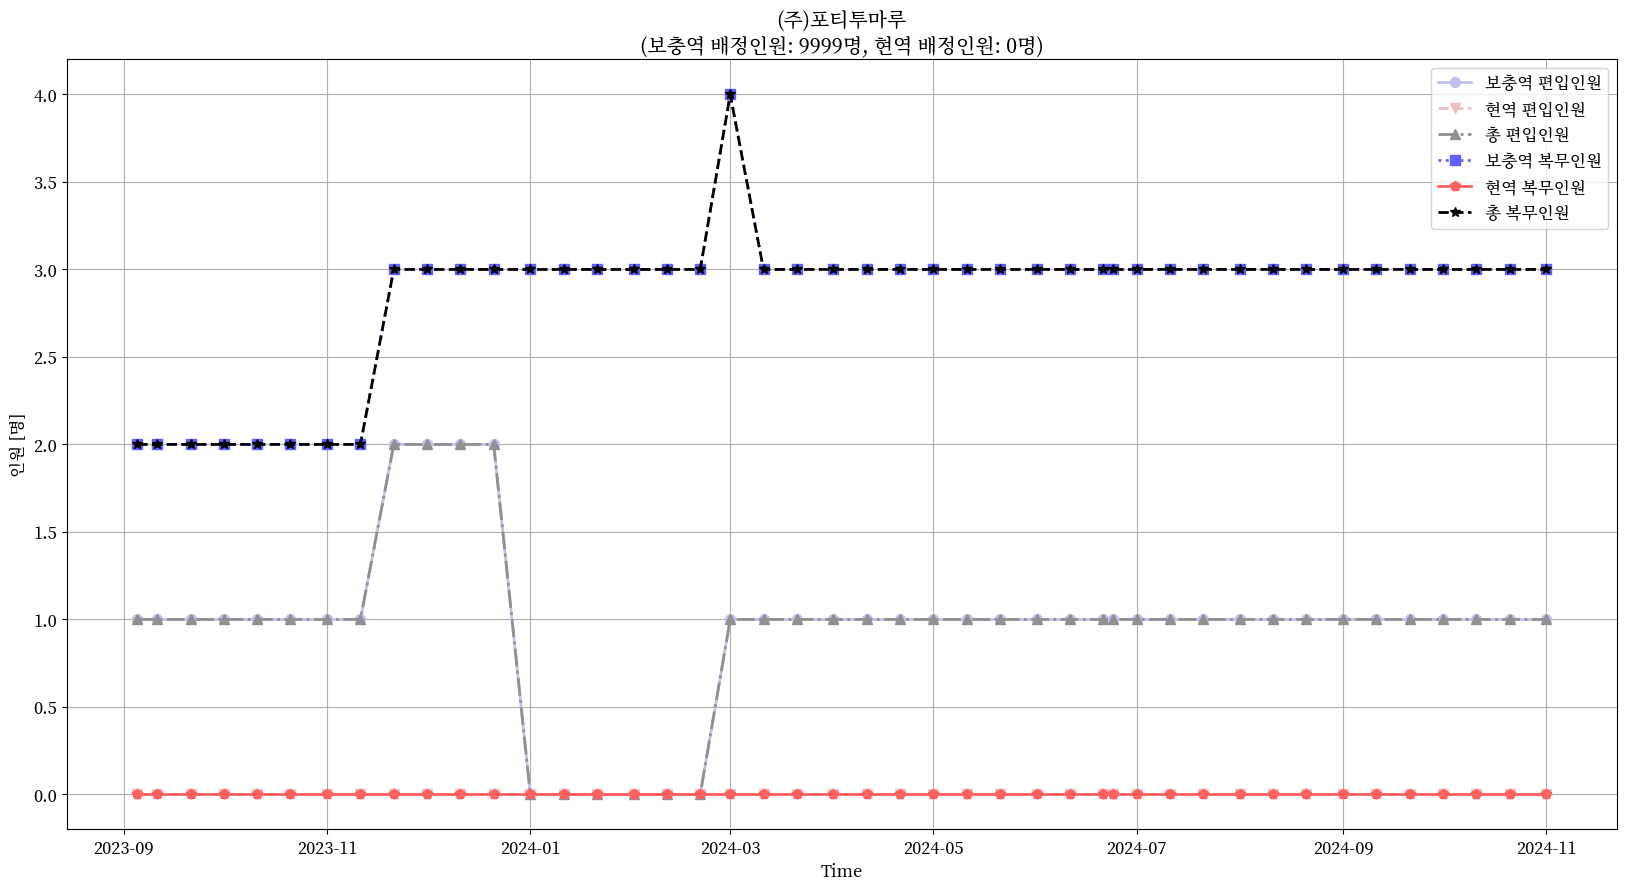 (주)포티투마루
(보충역 배정인원: 9999명, 현역 배정인원: 0명)
보충역 편입인원
현역 편입인원
총 편입인원
보충역 복무인원
현역 복무인원
총 복무인원
4.0
3.5
3.0
2.5
2.0
1.5
1.0
0.5
0.0
인원 [명]
2023-09 2023-11 2024-01 2024-03 2024-05 2024-07 2024-09 2024-11
Time